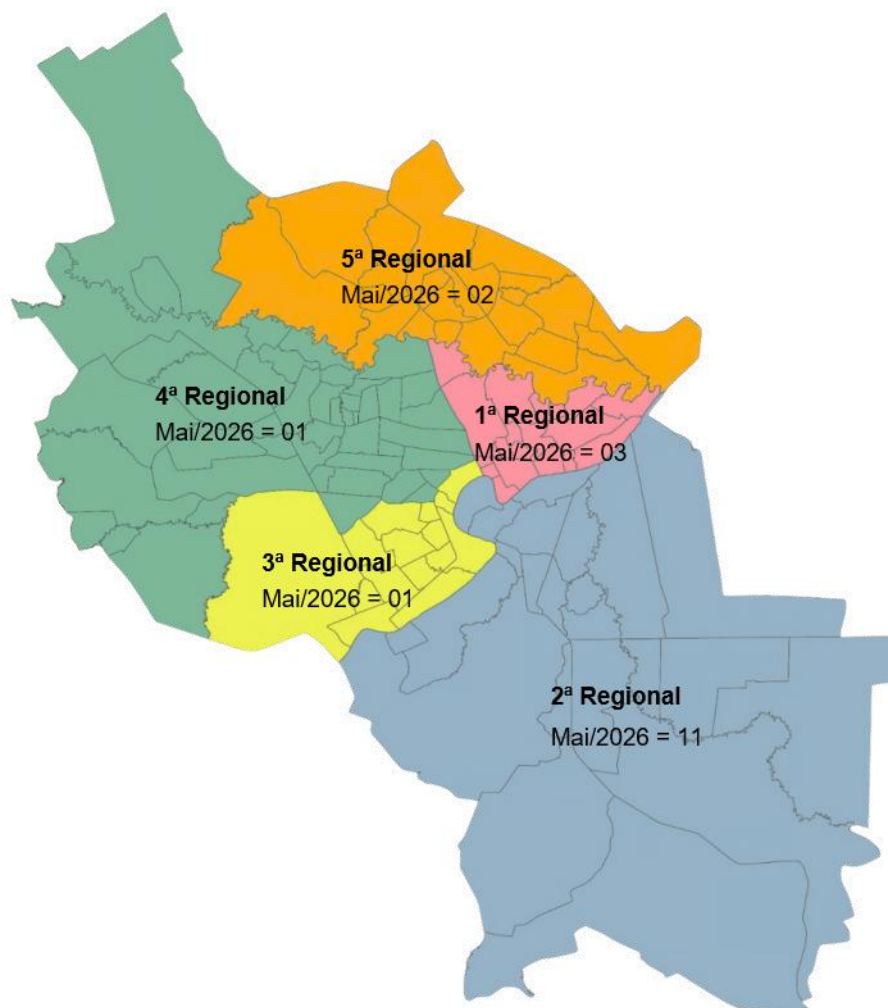 5ª Regional
Mai/2026 = 02
4ª Regional
Mai/2026 = 01
1ª Regional
Mai/2026 = 03
3ª Regional
Mai/2026 = 01
2ª Regional
Mai/2026 = 11